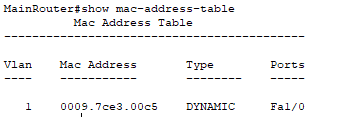 MainRouter#show mac-address-table
Mac Address Table
-------------------------------------------
Vlan Mac Address Type Ports
---- ----------- -------- -----
1 0009.7ce3.00c5 DYNAMIC Fa1/0